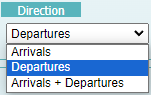 Direction
Departures
Arrivals
Departures
Arrivals + Departures